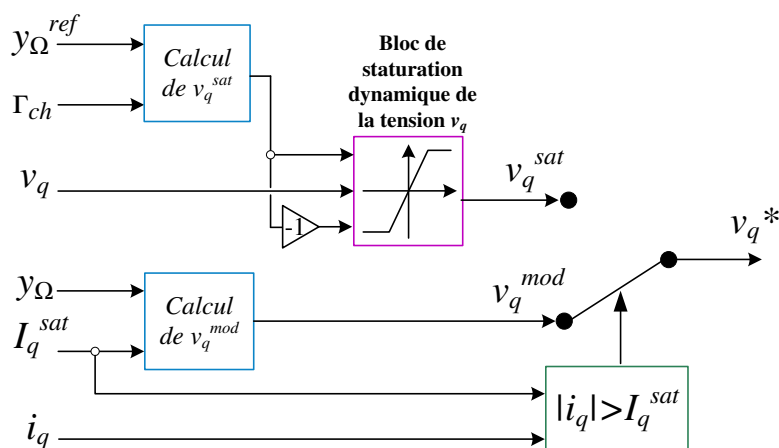 y_Ω^ref
Calcul
de v_q^sat
Γ_ch
Bloc de
staturation
dynamique de
la tension v_q
v_q
v_q^sat
-1
v_q*
y_Ω
Calcul
de v_q^mod
v_q^mod
I_q^sat
|i_q|>I_q^sat
i_q